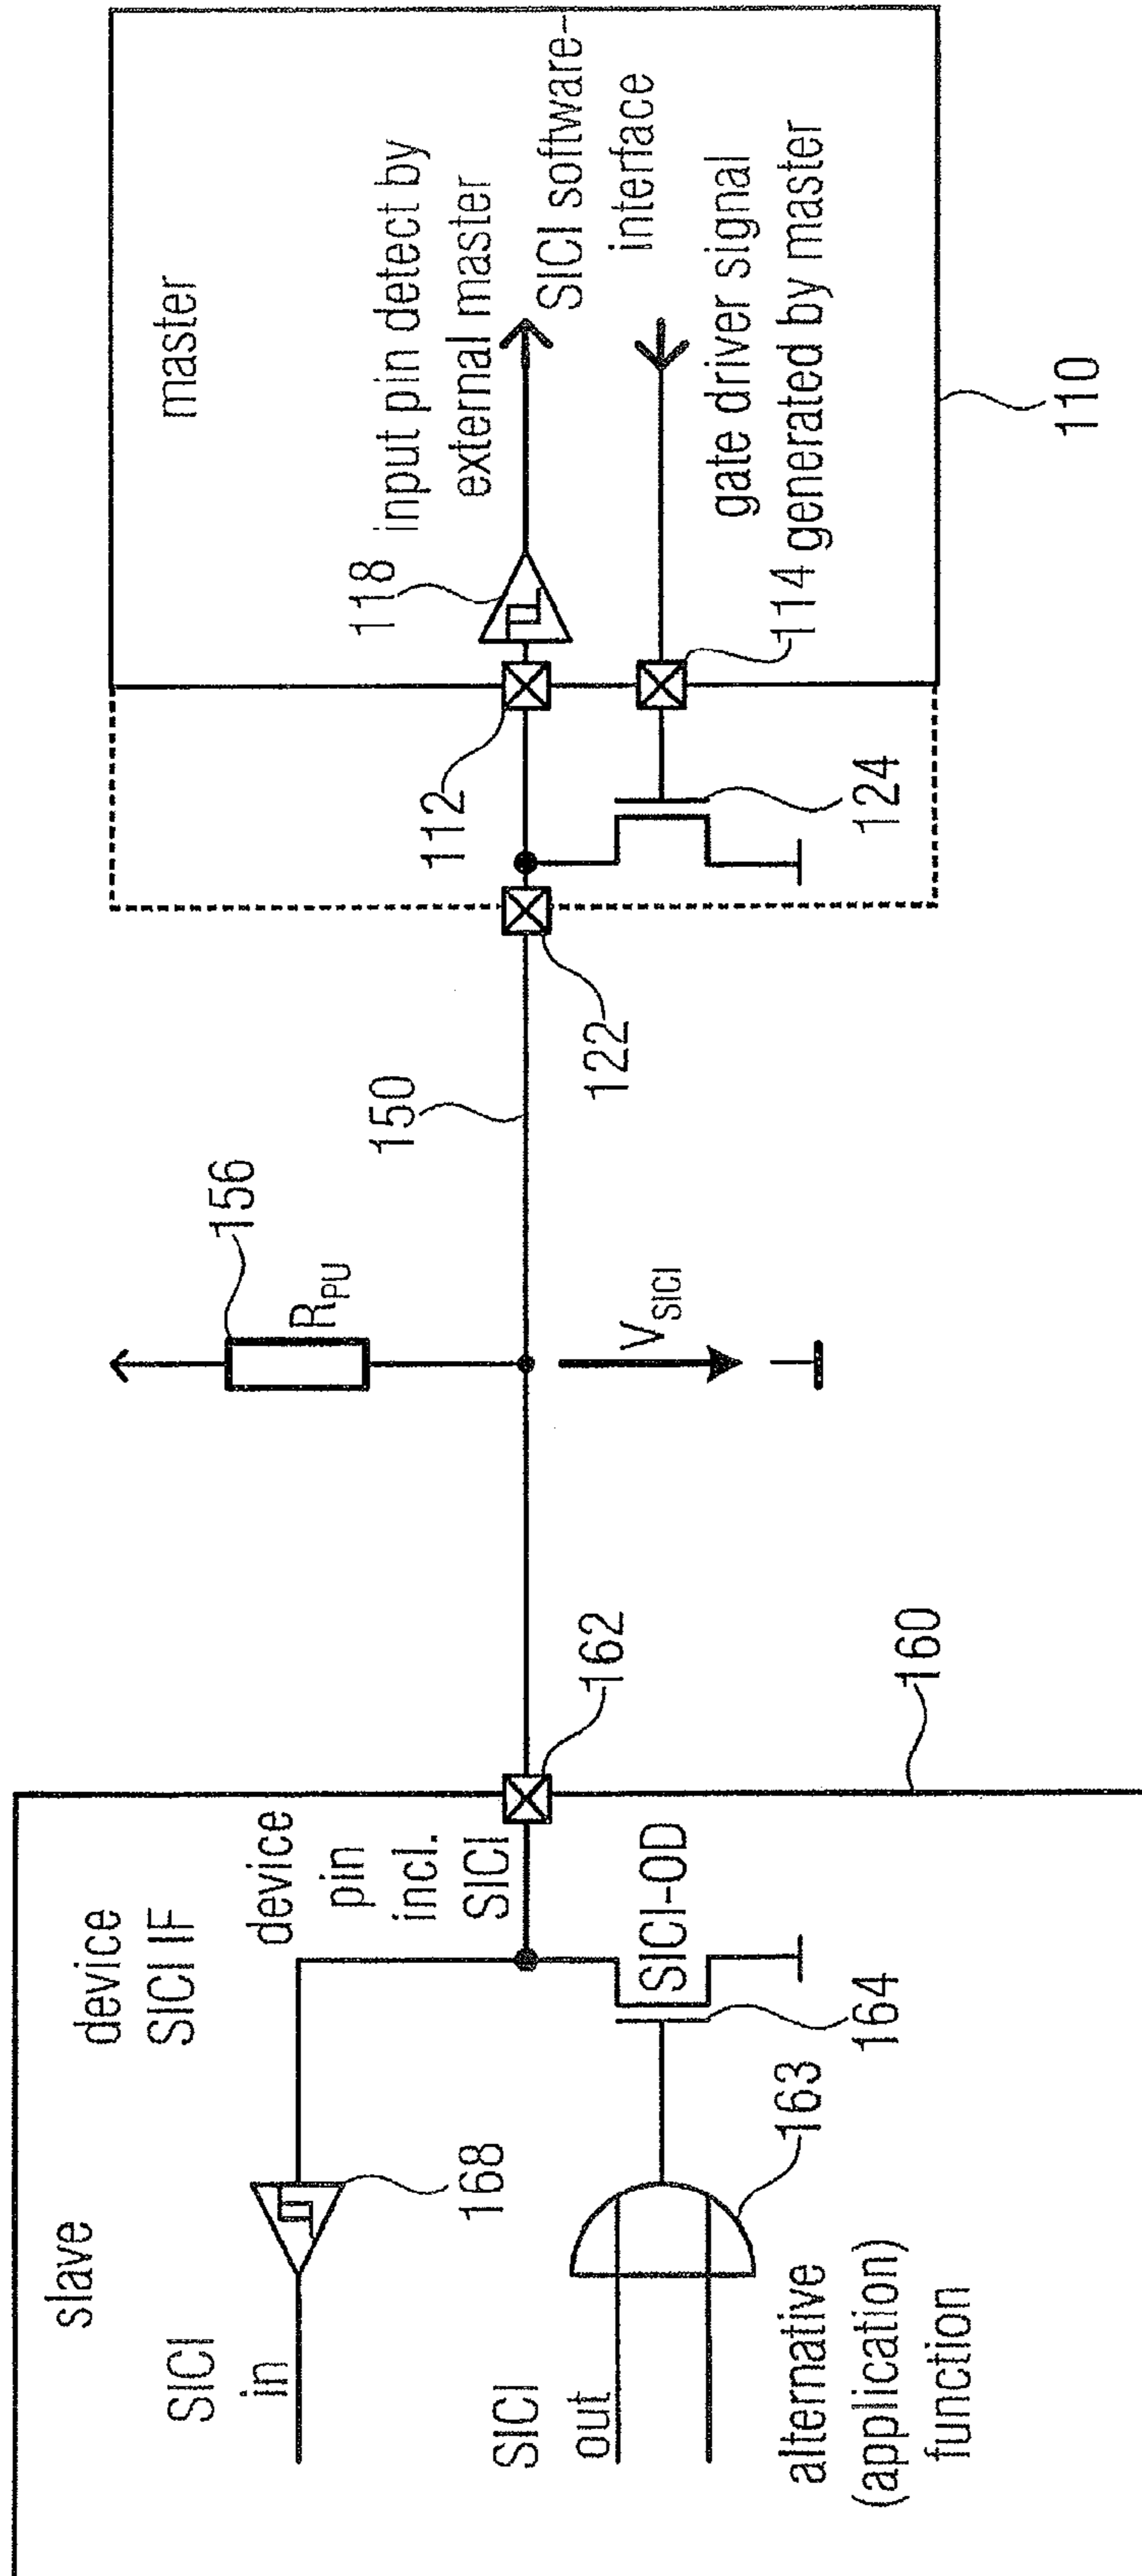 slave
device
SICI IF
SICI
in
168
device
pin
incl.
SICI
SICI
out
SICI-OD
163
164
alternative
(application)
function
162
160
156
R_PU
V_SICI
150
122
112
124
master
118
input pin detect by
external master
SICI software-
interface
gate driver signal
generated by master
114
110